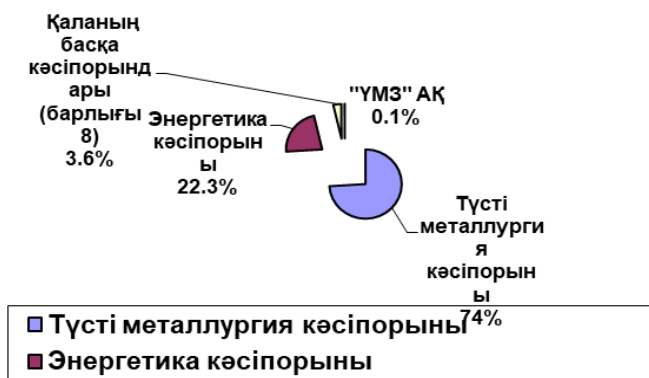 Қаланың
басқа
кәсіпорынд
ары
(барлығы
8)
3.6%
Энергетика
кәсіпорын
ы
22.3%
"ҮМЗ" АҚ
0.1%
Түсті
металлурги
я
кәсіпорын
ы
74%
Түсті металлургия кәсіпорыны
Энергетика кәсіпорыны